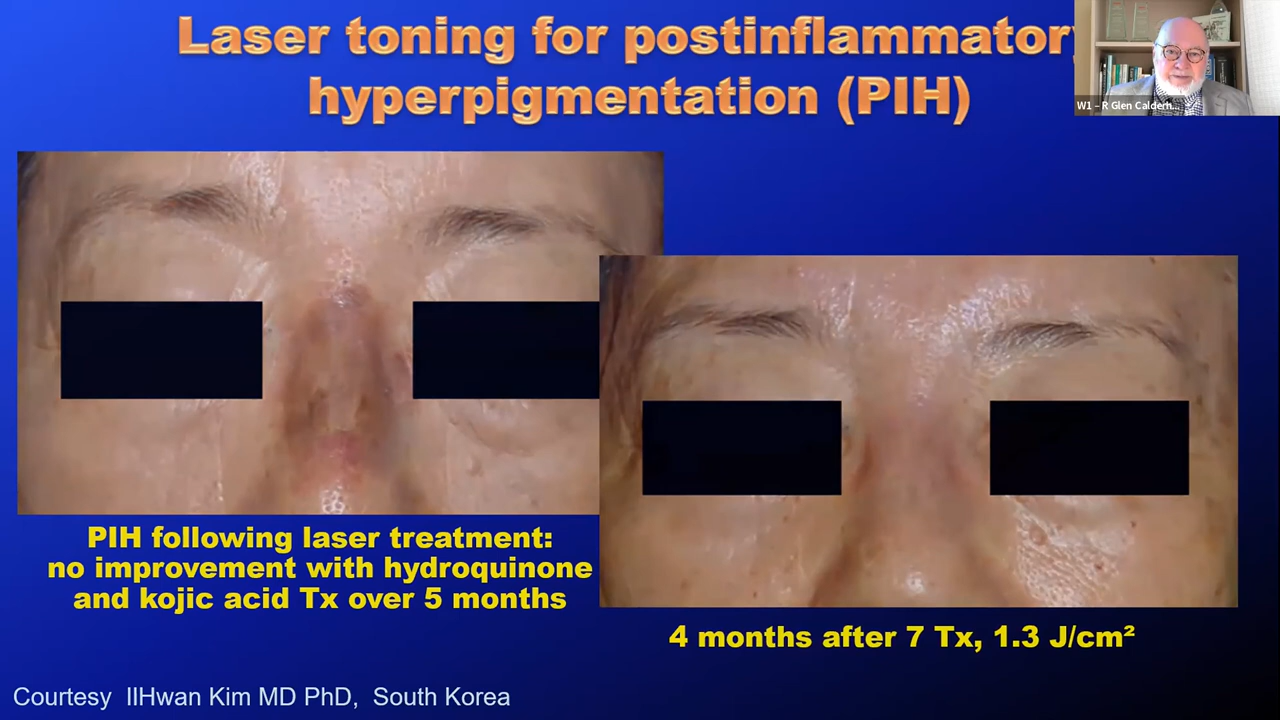 Laser toning for postinflammatory
hyperpigmentation (PIH)
W1 – R Glen Calderh...
PIH following laser treatment:
no improvement with hydroquinone
and kojic acid Tx over 5 months
4 months after 7 Tx, 1.3 J/cm²
Courtesy IIHwan Kim MD PhD, South Korea